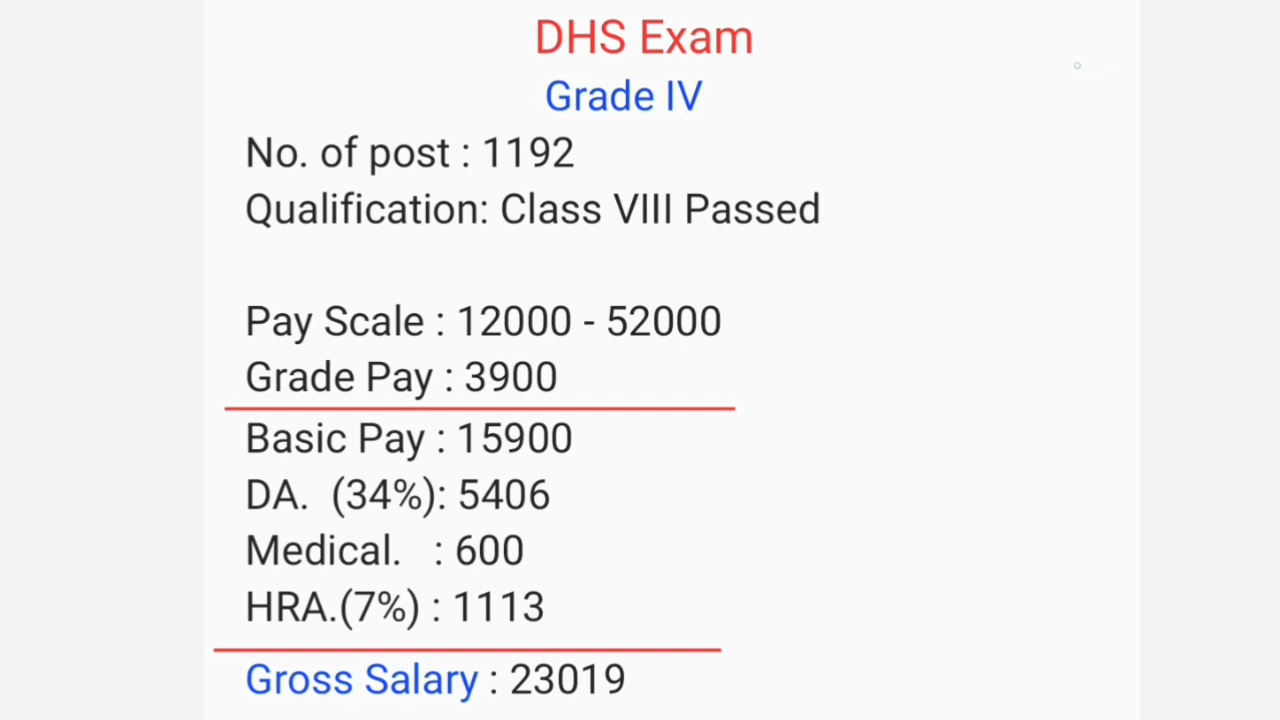 DHS Exam
Grade IV
No. of post : 1192
Qualification: Class VIII Passed
Pay Scale : 12000 - 52000
Grade Pay : 3900
Basic Pay : 15900
DA. (34%): 5406
Medical. : 600
HRA.(7%) : 1113
Gross Salary : 23019